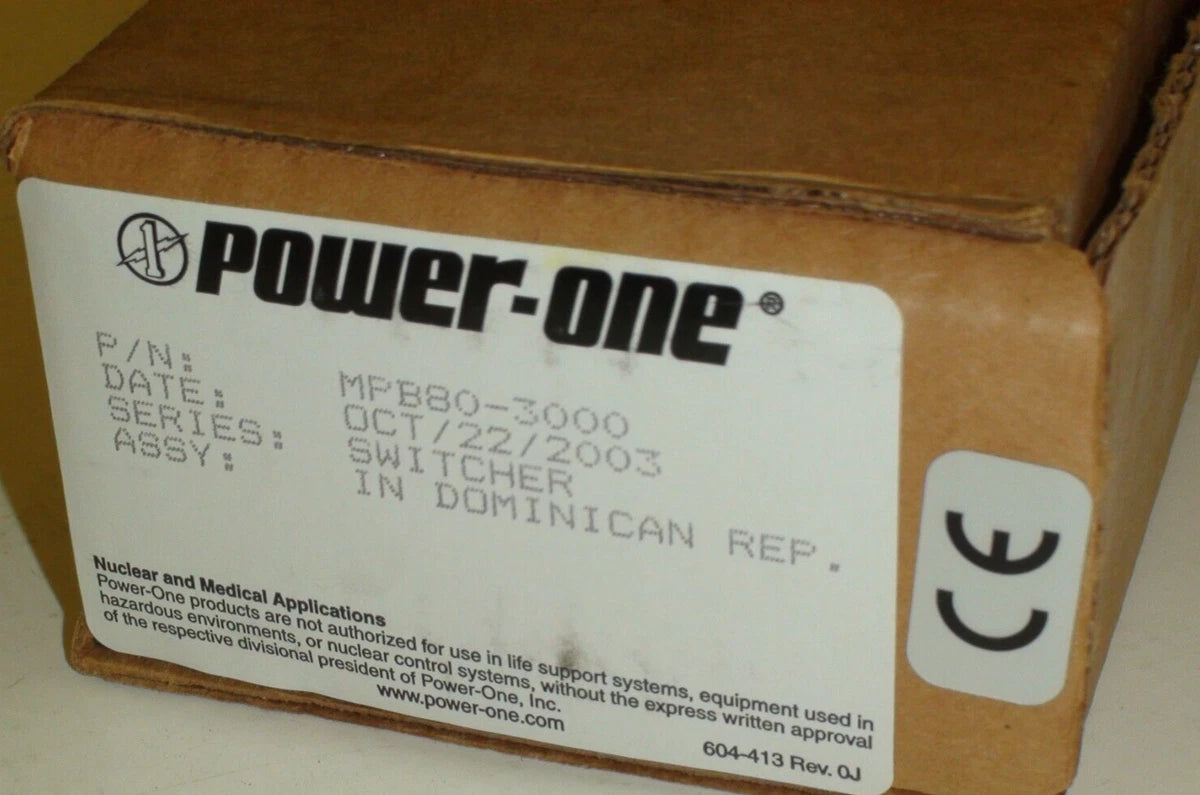 POWER-ONE®
P/N: MPB80-3000
DATE: OCT/22/2003
SERIES: SWITCHER
ASSY: IN DOMINICAN REP.
Nuclear and Medical Applications
Power-One products are not authorized for use in life support systems, equipment used in
hazardous environments, or nuclear control systems, without the express written approval
of the respective divisional president of Power-One, Inc.
www.power-one.com
604-413 Rev. 0J
CE